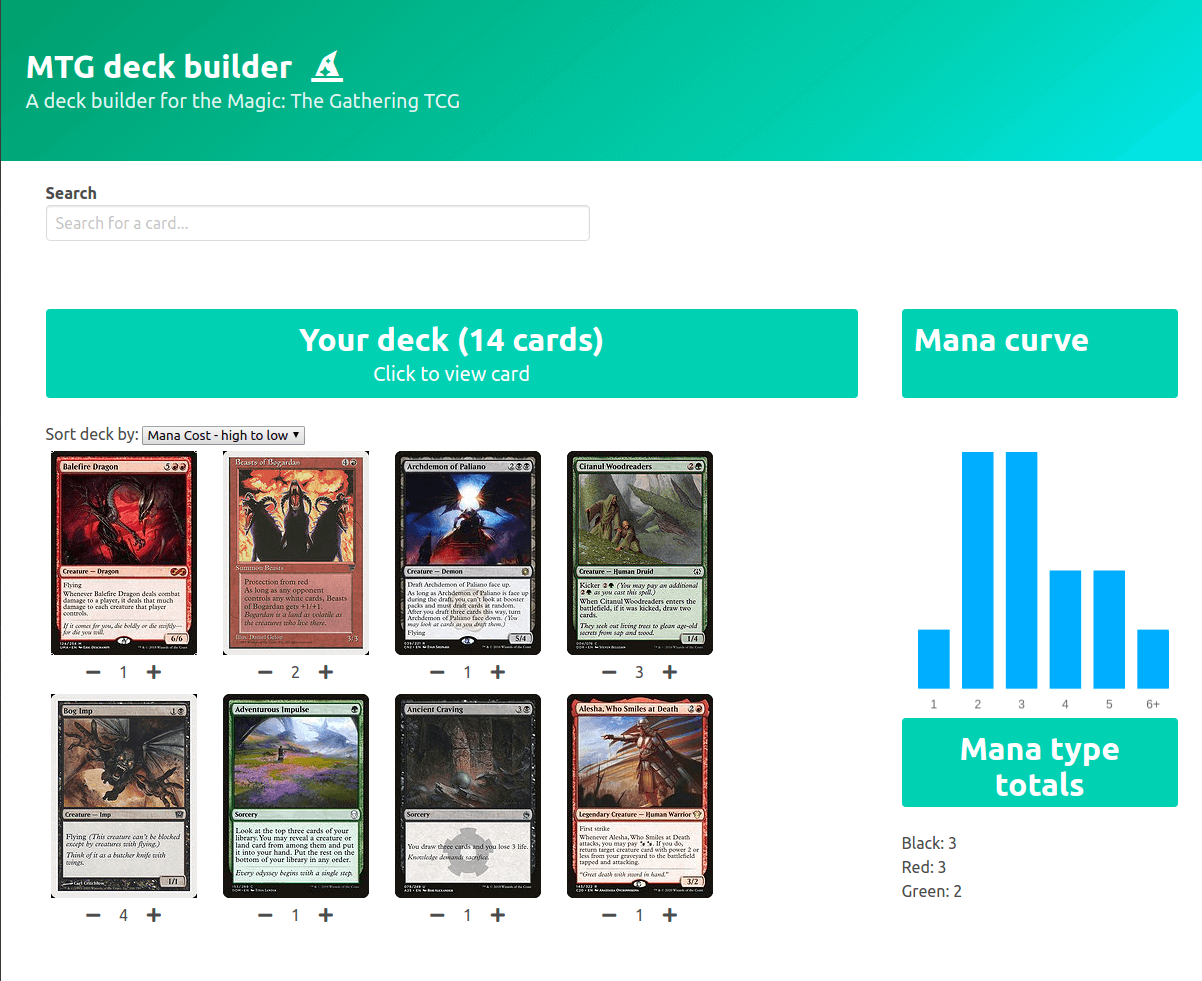 MTG deck builder
A deck builder for the Magic: The Gathering TCG
Search
Search for a card...
Your deck (14 cards)
Click to view card
Mana curve
Sort deck by: Mana Cost - high to low
Balefire Dragon 5
Creature — Dragon
Flying
Whenever Balefire Dragon deals combat
damage to a player, it deals that much
damage to each creature that player
controls.
If it comes for you, die boldly or die swiftly—
for die you will.
6/6
Beasts of Bogardan 4
Summon Beasts
Protection from red
As long as any opponent
controls any white cards, Beasts
of Bogardan gets +1/+1.
Bogardan is a land as volatile as
the creatures who live there.
Illus. Daniel Gelon
3/3
Archdemon of Paliano 2
Creature — Demon
Draft Archdemon of Paliano face up.
As long as Archdemon of Paliano is face up
during the draft, you can't look at booster
packs and must draft cards at random.
After you draft three cards this way, turn
Archdemon of Paliano face down. (You
may look at cards as you draft them.)
Flying
5/4
Citanul Woodreaders 2
Creature — Human Druid
Kicker 2 (You may pay an additional
2 as you cast this spell.)
When Citanul Woodreaders enters the
battlefield, if it was kicked, draw two
cards.
They seek out living trees to glean age-old
secrets from sap and wood.
1/4
1
2
1
3
Bog Imp 1
Creature — Imp
Flying (This creature can't be blocked
except by creatures with flying.)
Think of it as a butcher knife with
wings.
1/1
Adventurous Impulse
Sorcery
Look at the top three cards of your
library. You may reveal a creature or
land card from among them and put
it into your hand. Put the rest on the
bottom of your library in any order.
Every odyssey begins with a single step.
Ancient Craving 3
Sorcery
You draw three cards and you lose 3 life.
Knowledge demands sacrifice.
Alesha, Who Smiles at Death 2
Legendary Creature — Human Warrior
First strike
Whenever Alesha, Who Smiles at Death
attacks, you may pay. If you do,
return target creature card with power 2 or
less from your graveyard to the battlefield
tapped and attacking.
"Greet death with sword in hand."
3/2
4
1
1
1
1 2 3 4 5 6+
Mana type
totals
Black: 3
Red: 3
Green: 2